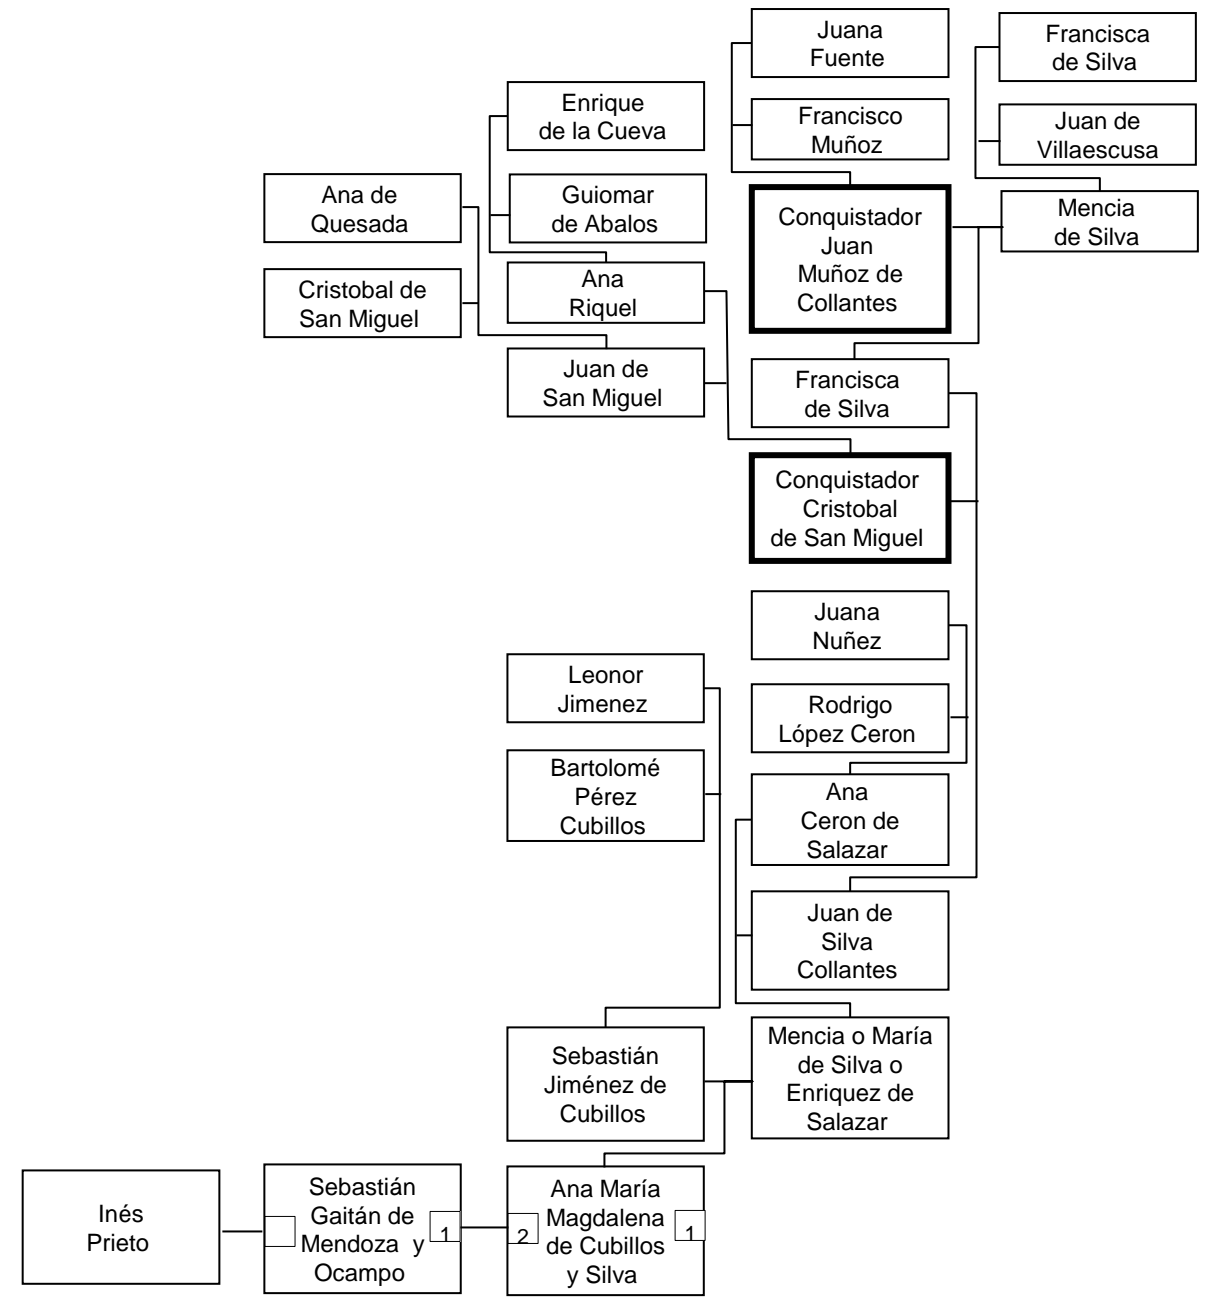 Juana
Fuente
Francisca
de Silva
Enrique
de la Cueva
Francisco
Muñoz
Juan de
Villaescusa
Ana de
Quesada
Guiomar
de Abalos
Conquistador
Juan
Muñoz de
Collantes
Mencia
de Silva
Cristobal de
San Miguel
Ana
Riquel
Juan de
San Miguel
Francisca
de Silva
Conquistador
Cristobal
de San Miguel
Juana
Nuñez
Leonor
Jimenez
Rodrigo
López Ceron
Bartolomé
Pérez
Cubillos
Ana
Ceron de
Salazar
Juan de
Silva
Collantes
Sebastián
Jiménez de
Cubillos
Mencia o María
de Silva o
Enriquez de
Salazar
Inés
Prieto
Sebastián
Gaitán de
Mendoza y
Ocampo
1
2
Ana María
Magdalena
de Cubillos
y Silva
1